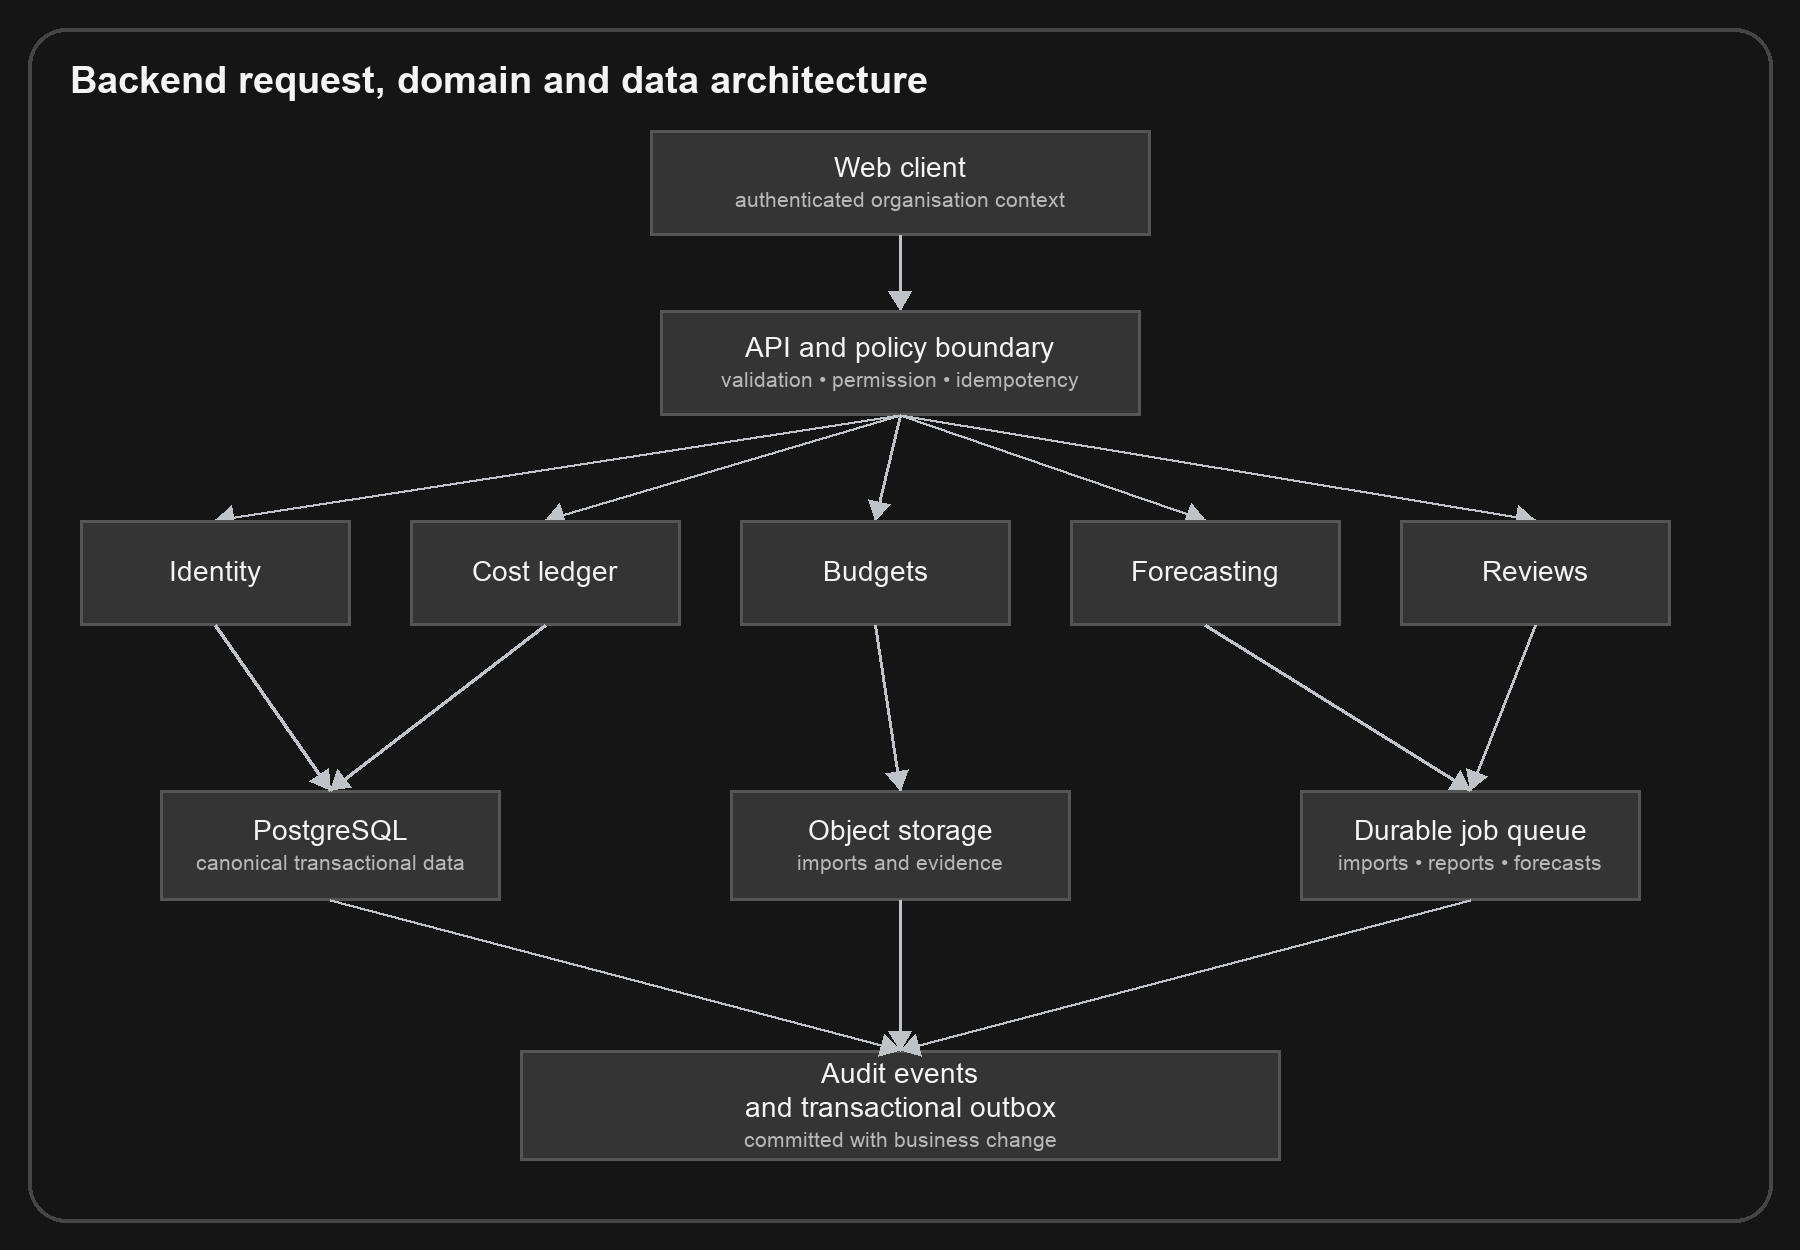 Backend request, domain and data architecture
Web client
authenticated organisation context
API and policy boundary
validation • permission • idempotency
Identity
Cost ledger
Budgets
Forecasting
Reviews
PostgreSQL
canonical transactional data
Object storage
imports and evidence
Durable job queue
imports • reports • forecasts
Audit events
and transactional outbox
committed with business change